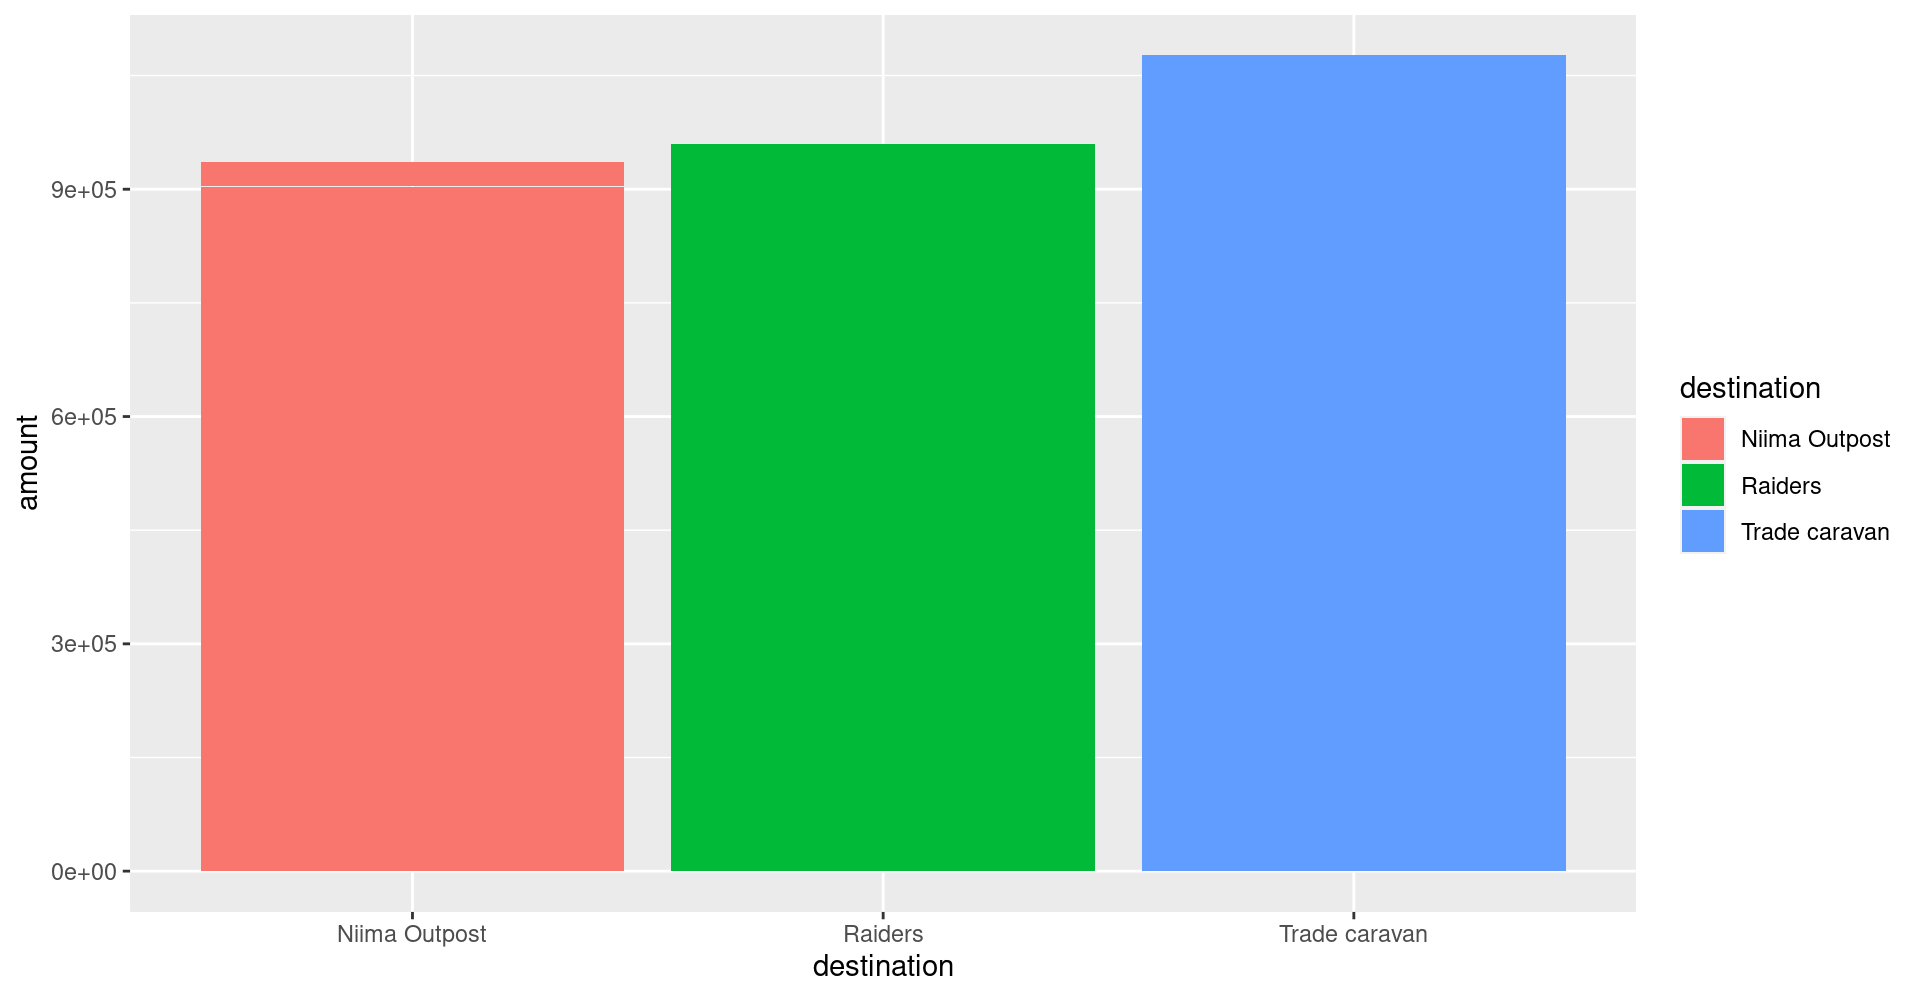 9e+05
6e+05
3e+05
0e+00
amount
Niima Outpost
Raiders
Trade caravan
destination
destination
Niima Outpost
Raiders
Trade caravan